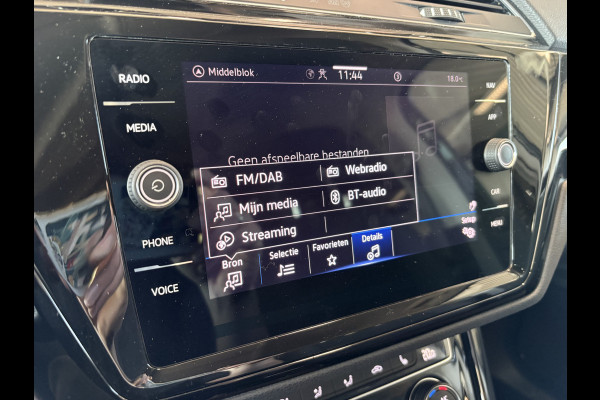 RADIO
MEDIA
PHONE
VOICE
Middelblok
11:44
18.0
NAV
APP
CAR
MENU
Geen afspeelbare bestanden
FM/DAB
Webradio
Mijn media
BT-audio
Streaming
Bron
Selectie
Favorieten
Details
Setup